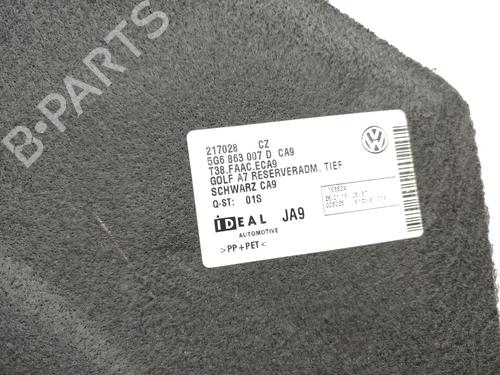 B-PARTS
217028 CZ
5G6 863 007 D CA9
T38.FAAC.ECA9
GOLF A7 RESERVERADM. TIEF
SCHWARZ CA9
Q-ST: 01S
iDEAL JA9
AUTOMOTIVE
>PP+PET<
168524